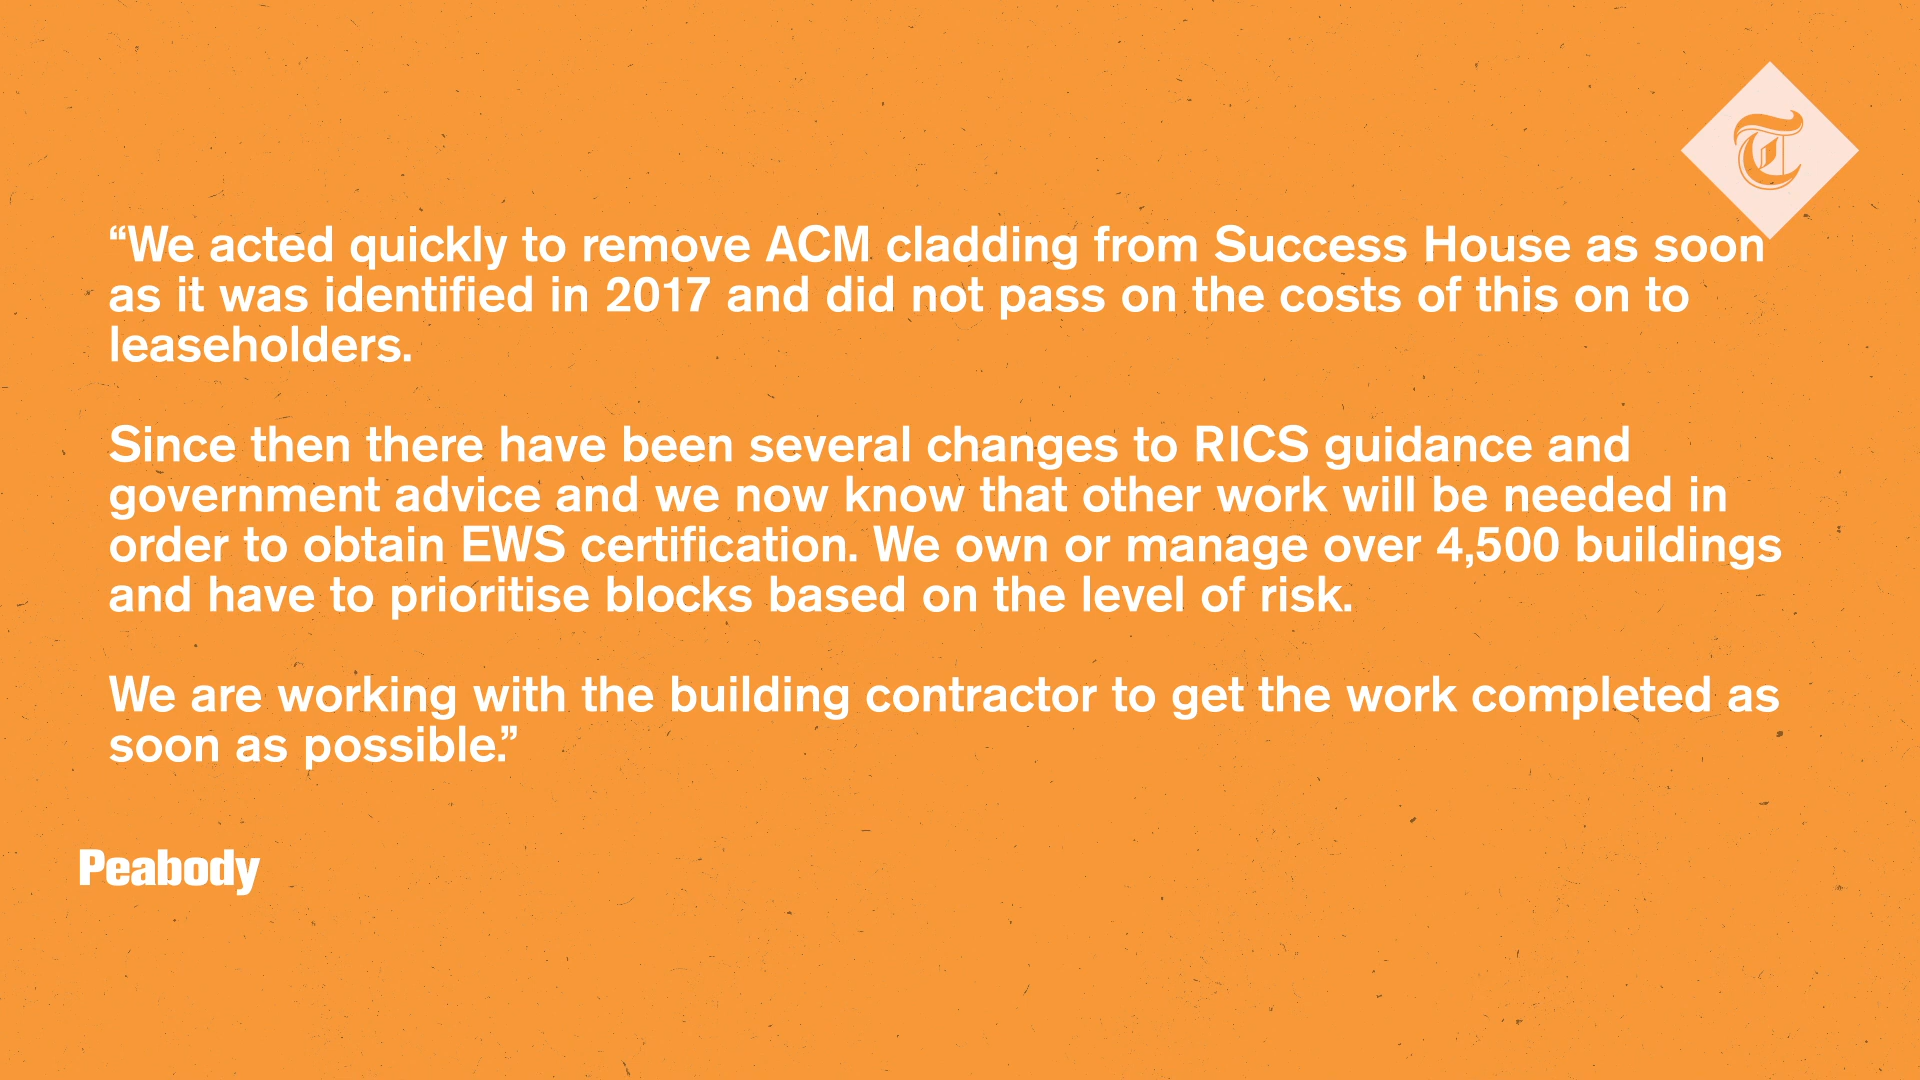 T
“We acted quickly to remove ACM cladding from Success House as soon
as it was identified in 2017 and did not pass on the costs of this on to
leaseholders.
Since then there have been several changes to RICS guidance and
government advice and we now know that other work will be needed in
order to obtain EWS certification. We own or manage over 4,500 buildings
and have to prioritise blocks based on the level of risk.
We are working with the building contractor to get the work completed as
soon as possible.”
Peabody